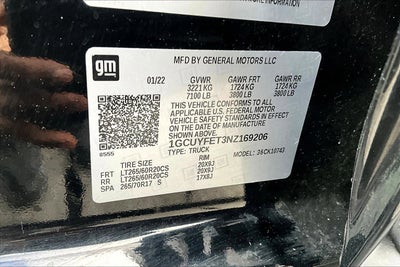 INFORMATION
gm
MFD BY GENERAL MOTORS LLC
01/22 GVWR GAWR FRT GAWR RR
3221 KG 1724 KG 1724 KG
7100 LB 3800 LB 3800 LB
THIS VEHICLE CONFORMS TO ALL APPLICABLE
U.S. FEDERAL MOTOR VEHICLE SAFETY
STANDARDS IN EFFECT ON THE DATE OF
MANUFACTURE SHOWN ABOVE.
1GCUYFET3NZ169206
TYPE: TRUCK MODEL:
TIRE SIZE RIM
FRT LT265/60R20CS 20X9J
RR LT265/60R20CS 20X9J
SPA 265/70R17 S 17X8J